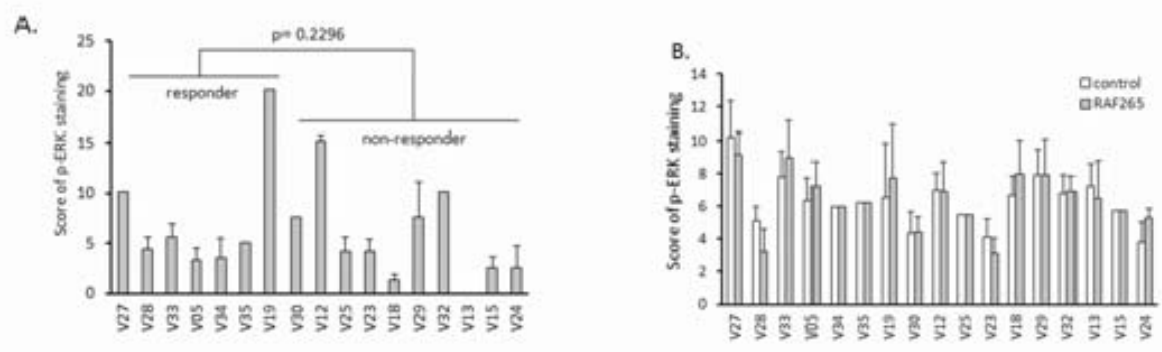 A.
p= 0.2296
responder
non-responder
Score of p-ERK staining
25
20
15
10
5
0
V27 V28 V33 V05 V34 V35 V19 V30 V12 V25 V23 V18 V29 V32 V13 V15 V24
B.
control
RAF265
Score of p-ERK staining
14
12
10
8
6
4
2
0
V27 V28 V33 V05 V34 V35 V19 V30 V12 V25 V23 V18 V29 V32 V13 V15 V24